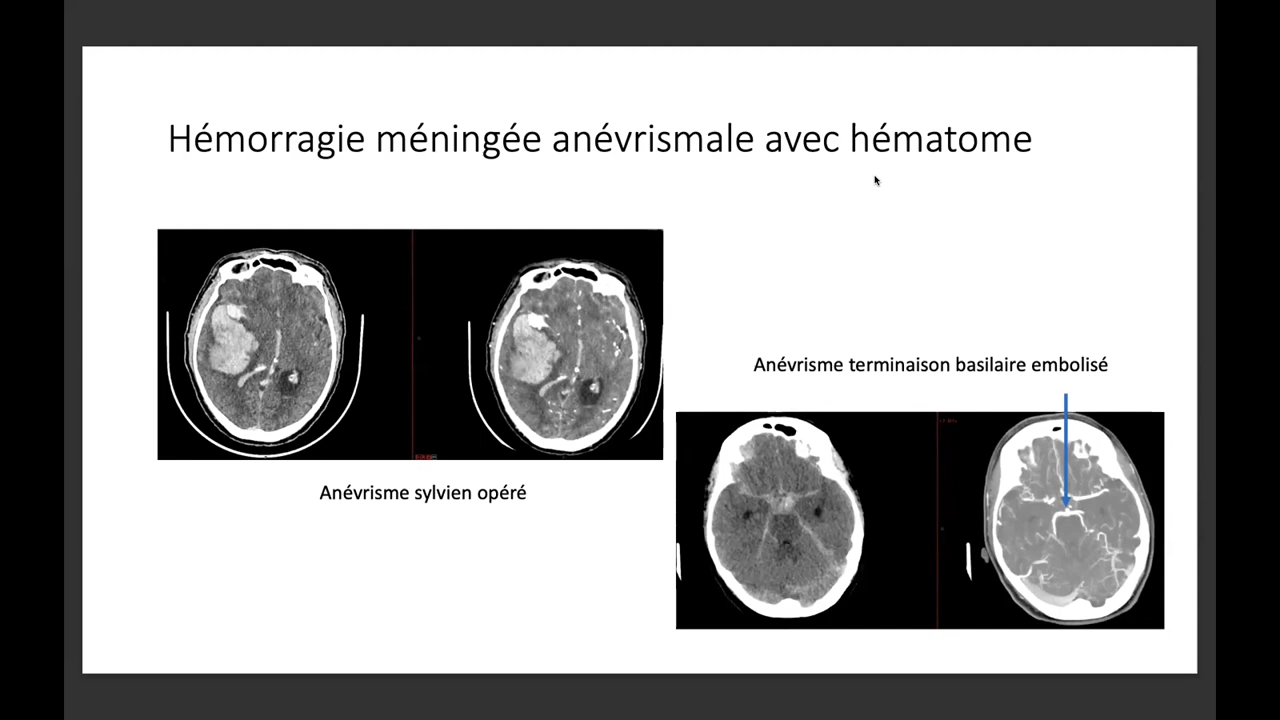 Hémorragie méningée anévrismale avec hématome
Anévrisme terminaison basilaire embolisé
Anévrisme sylvien opéré